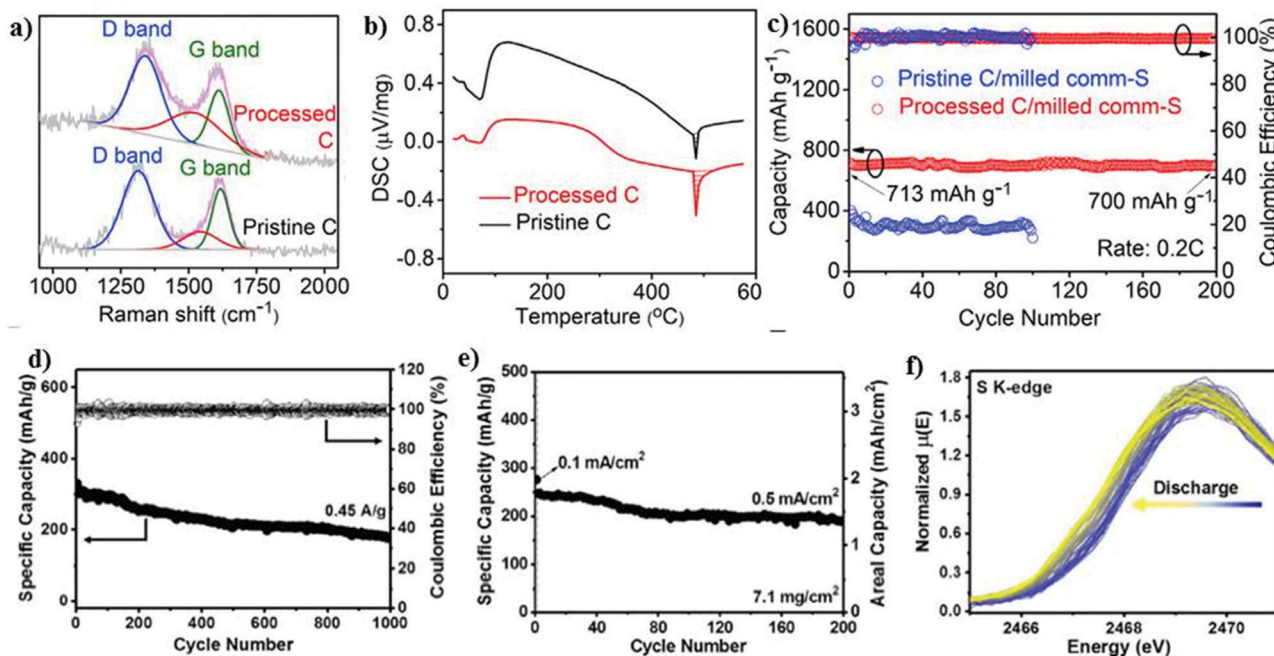 a)
D band
G band
Processed
C
D band
G band
Pristine C
1000
1250
1500
1750
2000
Raman shift (cm⁻¹)
b)
DSC (μV/mg)
0.8
0.4
0.0
-0.4
-0.8
Processed C
Pristine C
0
200
400
57
Temperature (°C)
c)
Capacity (mAh g⁻¹)
1600
1200
800
400
0
Pristine C/milled comm-S
Processed C/milled comm-S
713 mAh g⁻¹
700 mAh g⁻¹
Rate: 0.2C
100
80
60
40
20
0
Coulombic Efficiency (%)
0
40
80
120
160
200
Cycle Number
d)
Specific Capacity (mAh/g)
600
400
200
0
0.45 A/g
120
100
80
60
40
20
0
Coulombic Efficiency (%)
0
200
400
600
800
1000
Cycle Number
e)
Specific Capacity (mAh/g)
500
400
300
200
100
0
0.1 mA/cm²
0.5 mA/cm²
7.1 mg/cm²
3
2
1
0
Areal Capacity (mAh/cm²)
0
40
80
120
160
200
Cycle Number
f)
S K-edge
Normalized μ(E)
1.8
1.5
1.2
0.9
0.6
0.3
0.0
Discharge
2466
2468
2470
Energy (eV)